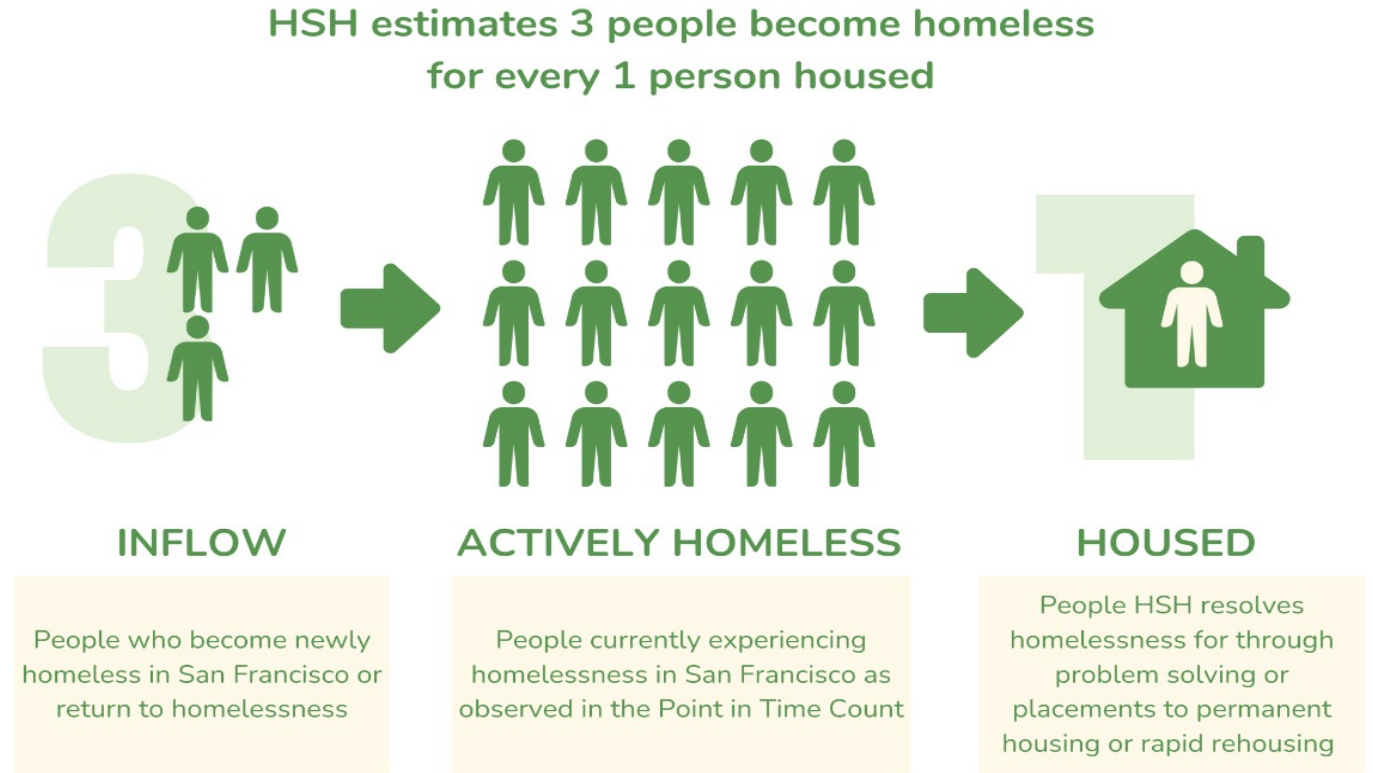 HSH estimates 3 people become homeless
for every 1 person housed
3
1
INFLOW
People who become newly
homeless in San Francisco or
return to homelessness
ACTIVELY HOMELESS
People currently experiencing
homelessness in San Francisco as
observed in the Point in Time Count
HOUSED
People HSH resolves
homelessness for through
problem solving or
placements to permanent
housing or rapid rehousing